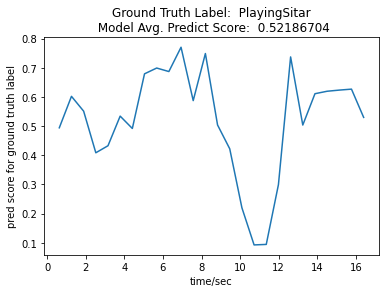 Ground Truth Label:  PlayingSitar
Model Avg. Predict Score:  0.52186704
pred score for ground truth label
0.8
0.7
0.6
0.5
0.4
0.3
0.2
0.1
0 2 4 6 8 10 12 14 16
time/sec